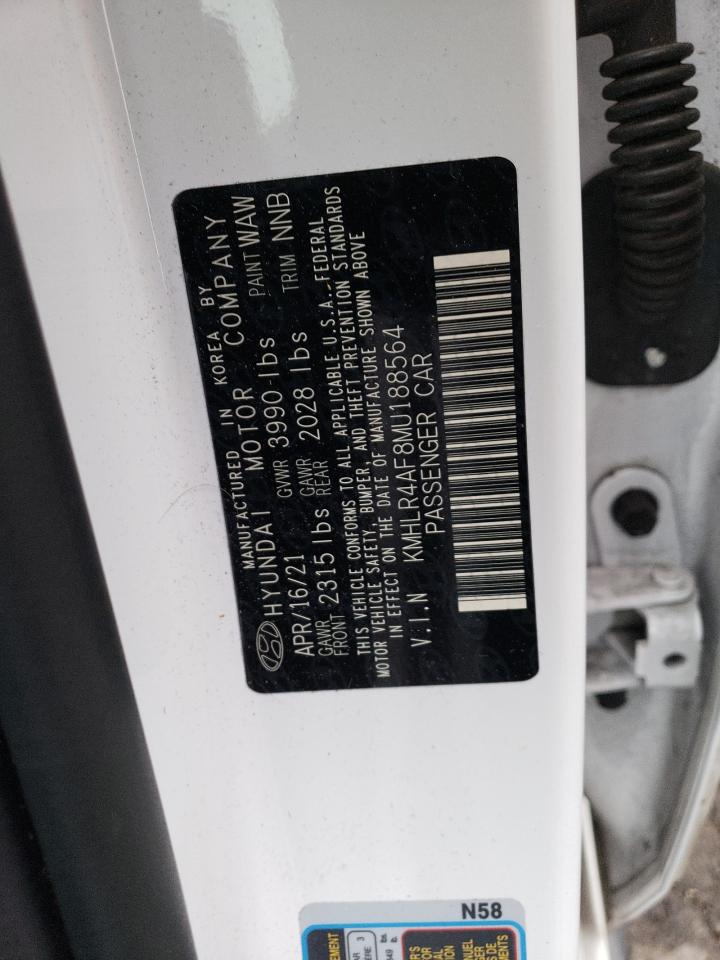 MANUFACTURED IN KOREA BY
HYUNDAI MOTOR COMPANY
APR/16/21 GVWR 3990 lbs PAINT WAW
GAWR FRONT 2315 lbs GAWR REAR 2028 lbs TRIM NNB
THIS VEHICLE CONFORMS TO ALL APPLICABLE U.S.A. FEDERAL
MOTOR VEHICLE SAFETY, BUMPER, AND THEFT PREVENTION STANDARDS
IN EFFECT ON THE DATE OF MANUFACTURE SHOWN ABOVE
V.I.N KMHLR4AF8MU188564
PASSENGER CAR
N58